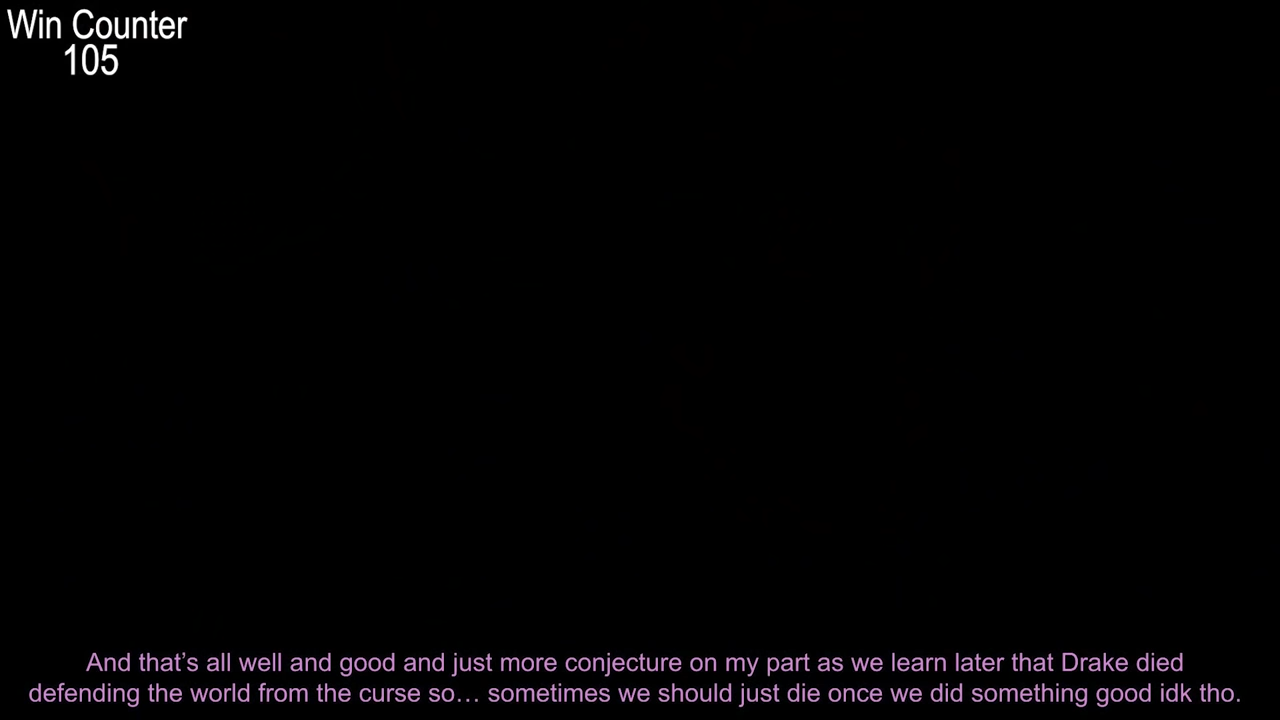 Win Counter
105
And that’s all well and good and just more conjecture on my part as we learn later that Drake died
defending the world from the curse so… sometimes we should just die once we did something good idk tho.